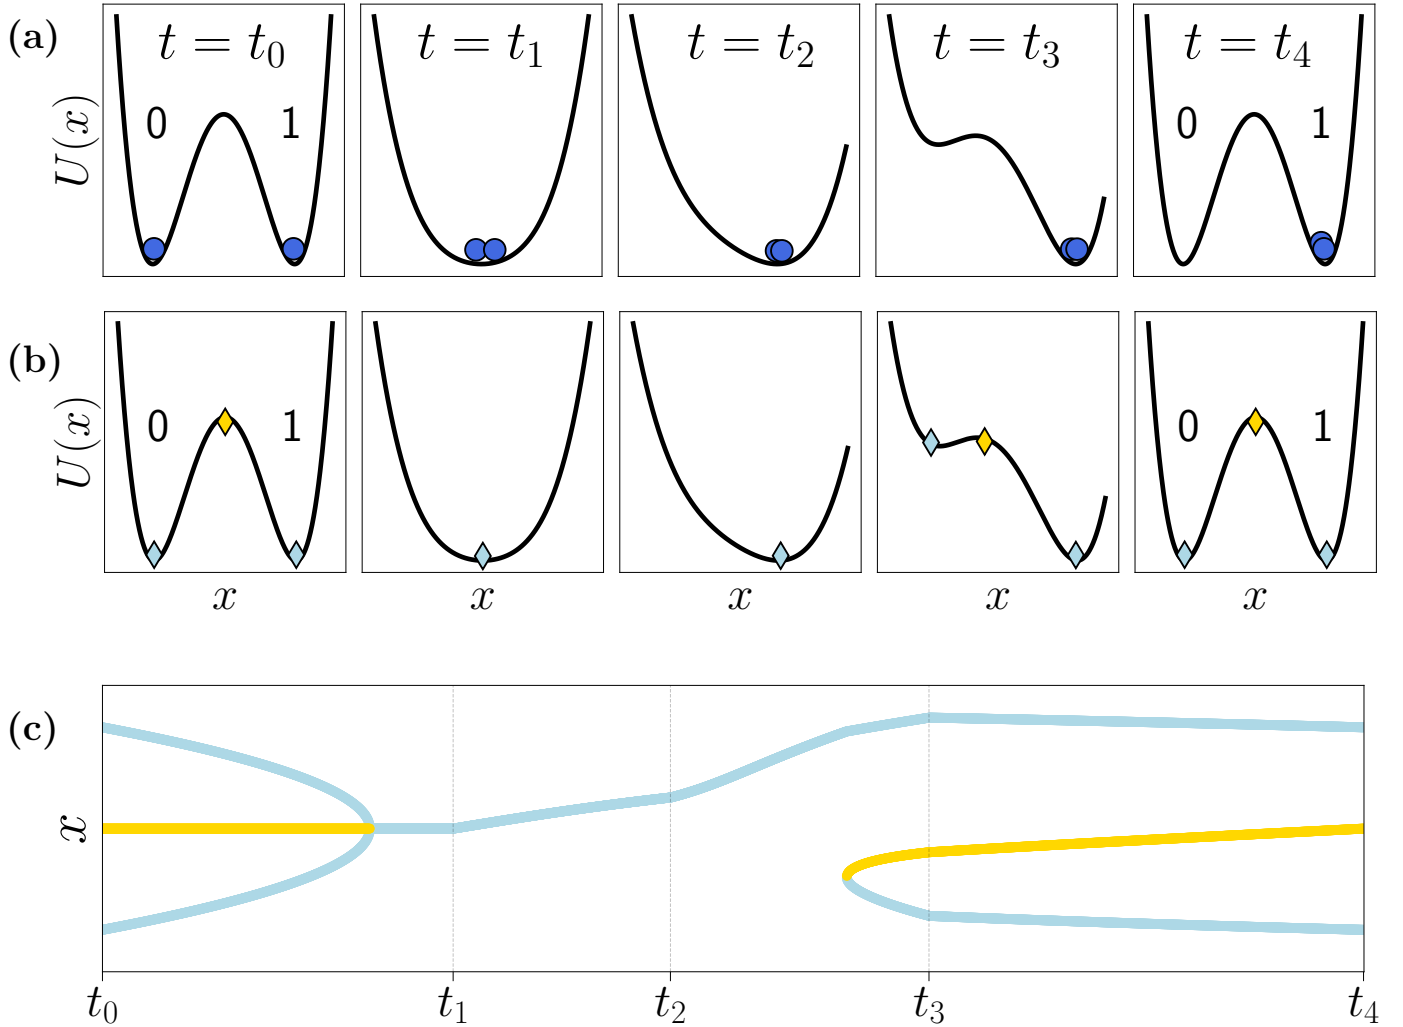 (a)
t = t₀ t = t₁ t = t₂ t = t₃ t = t₄
U(x) 0 1 0 1
(b)
U(x) 0 1 0 1
x x x x x
(c)
x
t₀ t₁ t₂ t₃ t₄